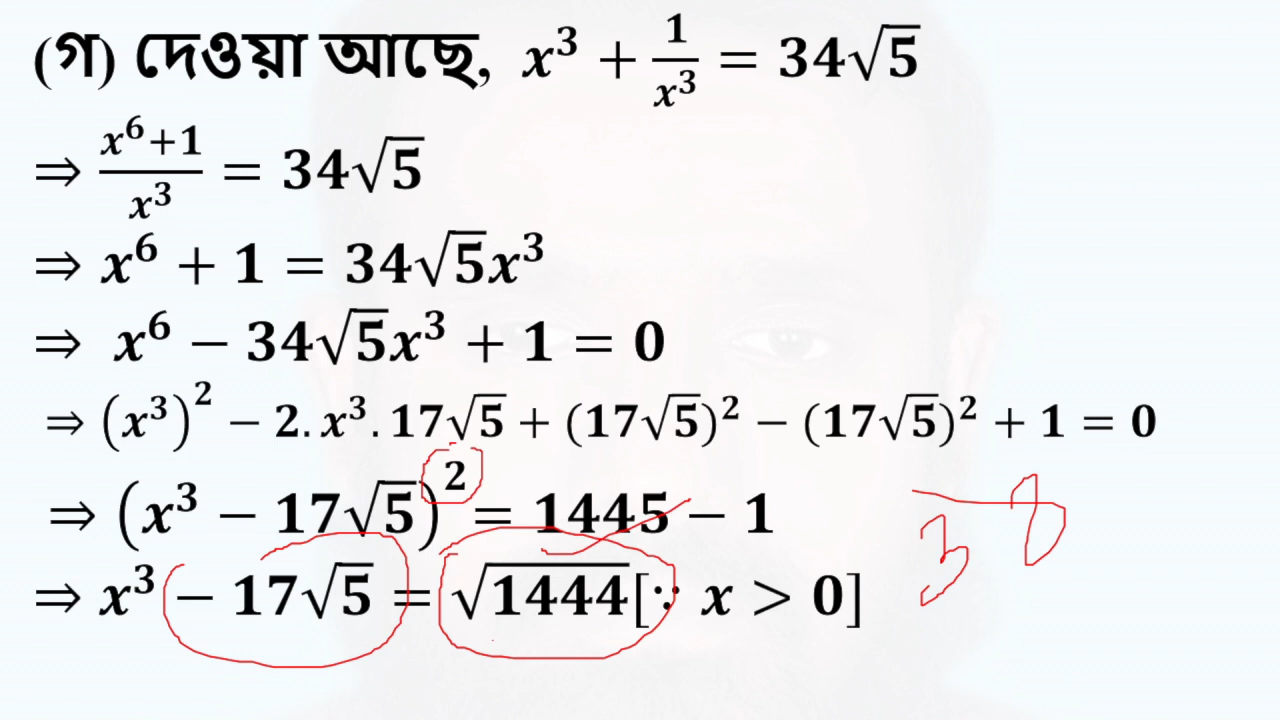 (গ) দেওয়া আছে, x³ + 1/x³ = 34√5
⇒ (x⁶+1)/x³ = 34√5
⇒ x⁶ + 1 = 34√5x³
⇒ x⁶ − 34√5x³ + 1 = 0
⇒ (x³)² − 2. x³. 17√5 + (17√5)² − (17√5)² + 1 = 0
⇒ (x³ − 17√5)² = 1445 − 1
⇒ x³ − 17√5 = √1444[∵ x > 0]